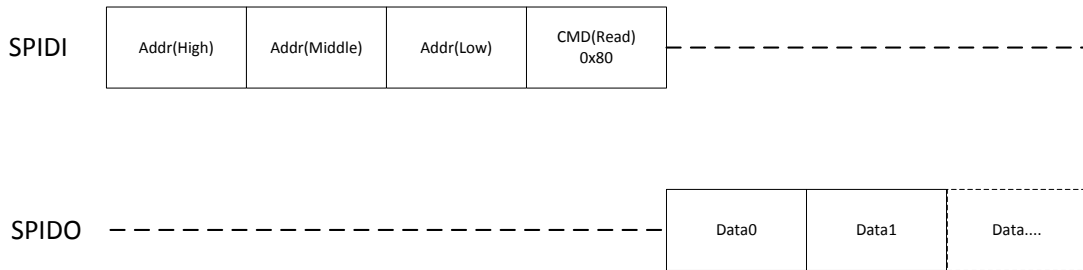 SPIDI
Addr(High)
Addr(Middle)
Addr(Low)
CMD(Read)
0x80
SPIDO
Data0
Data1
Data....